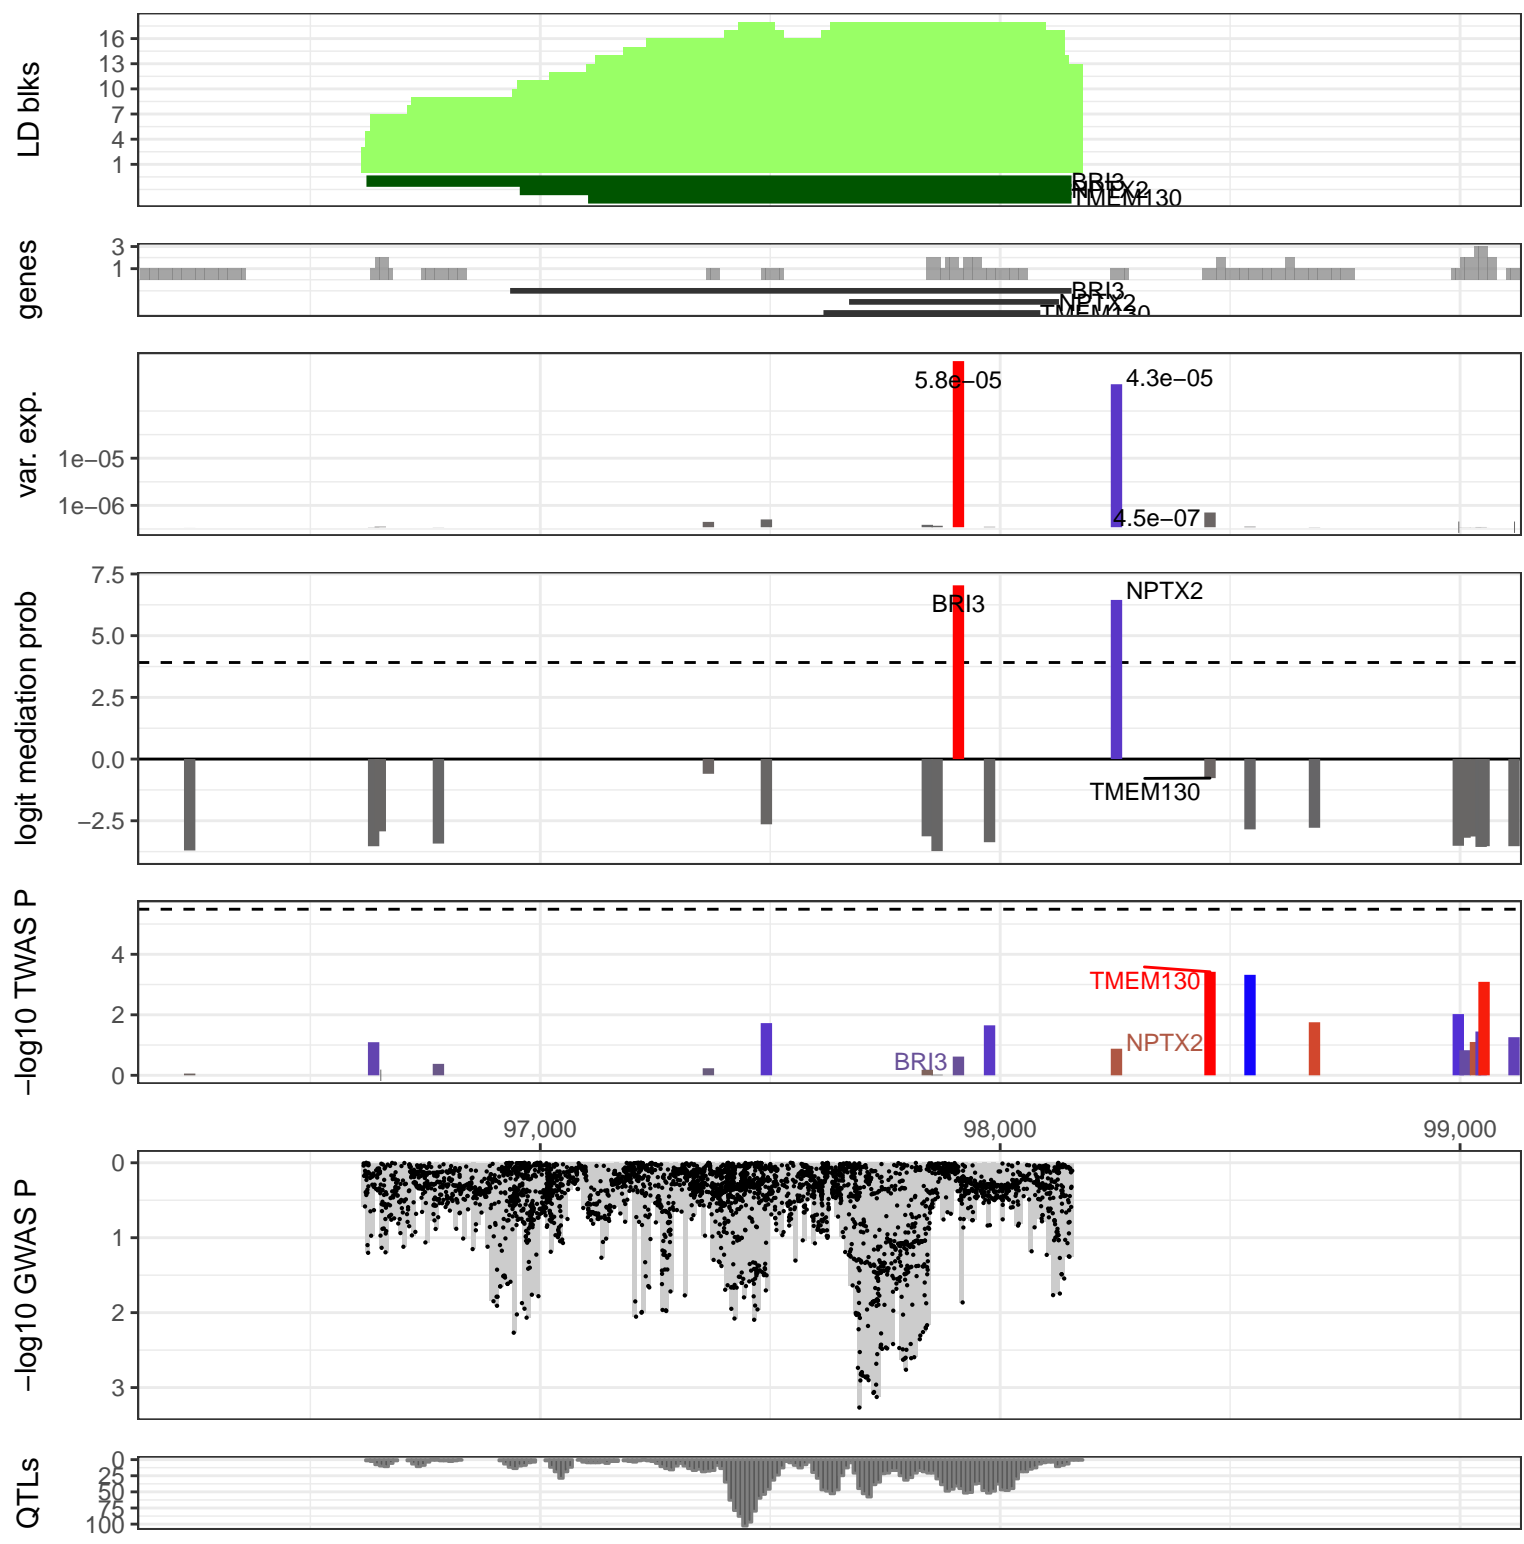 LD blks
16
13
10
7
4
1
BRI3
NPTX2
TMEM130
genes
3
1
BRI3
NPTX2
TMEM130
var. exp.
5.8e−05
4.3e−05
1e−05
1e−06
4.5e−07
logit mediation prob
7.5
BRI3
NPTX2
5.0
2.5
0.0
TMEM130
−2.5
−log10 TWAS P
4
TMEM130
2
NPTX2
BRI3
0
97,000
98,000
99,000
−log10 GWAS P
0
1
2
3
QTLs
0
25
50
75
100